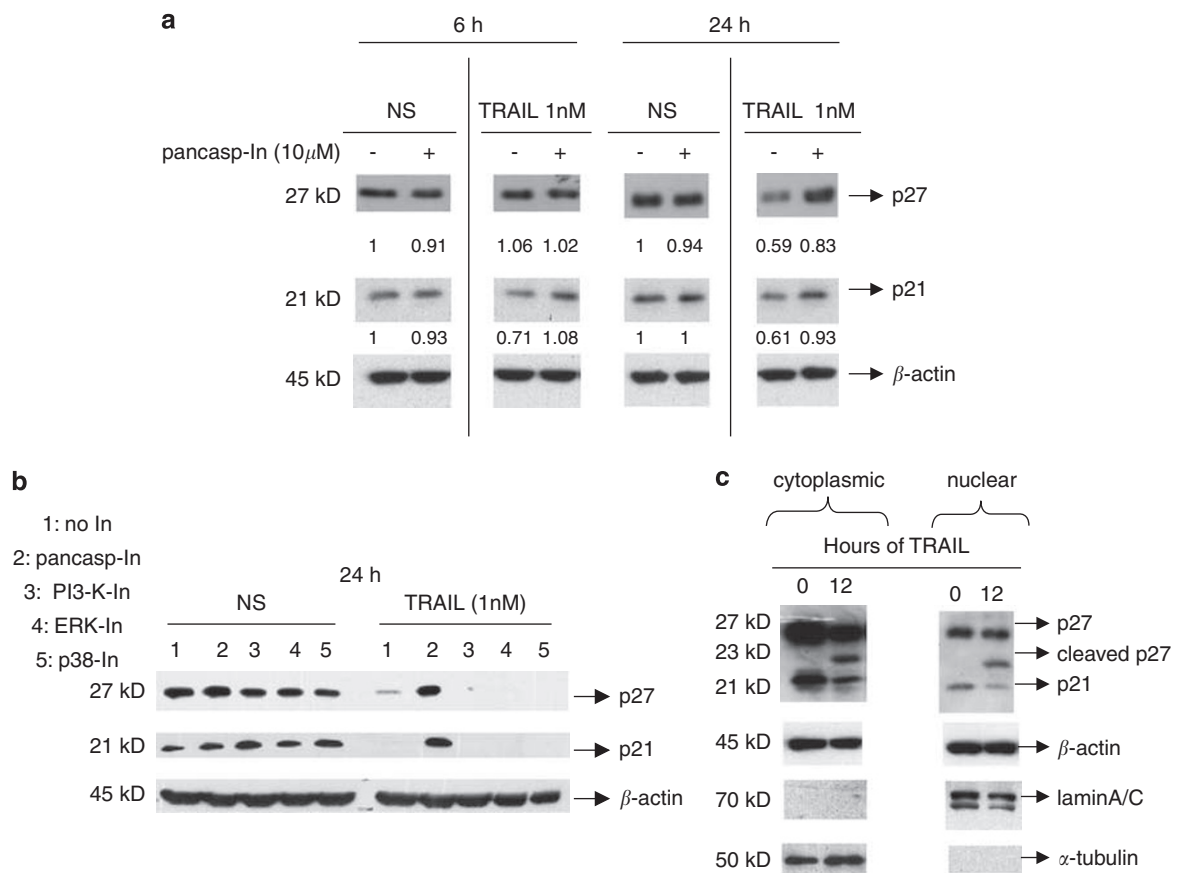 a
6 h 24 h
NS TRAIL 1nM NS TRAIL 1nM
pancasp-In (10μM) - + - + - + - +
27 kD p27
1 0.91 1.06 1.02 1 0.94 0.59 0.83
21 kD p21
1 0.93 0.71 1.08 1 1 0.61 0.93
45 kD β-actin
b
1: no In
2: pancasp-In
3: PI3-K-In
4: ERK-In
5: p38-In
24 h
NS TRAIL (1nM)
1 2 3 4 5 1 2 3 4 5
27 kD p27
21 kD p21
45 kD β-actin
c
cytoplasmic nuclear
Hours of TRAIL
0 12 0 12
27 kD p27
23 kD cleaved p27
21 kD p21
45 kD β-actin
70 kD laminA/C
50 kD α-tubulin